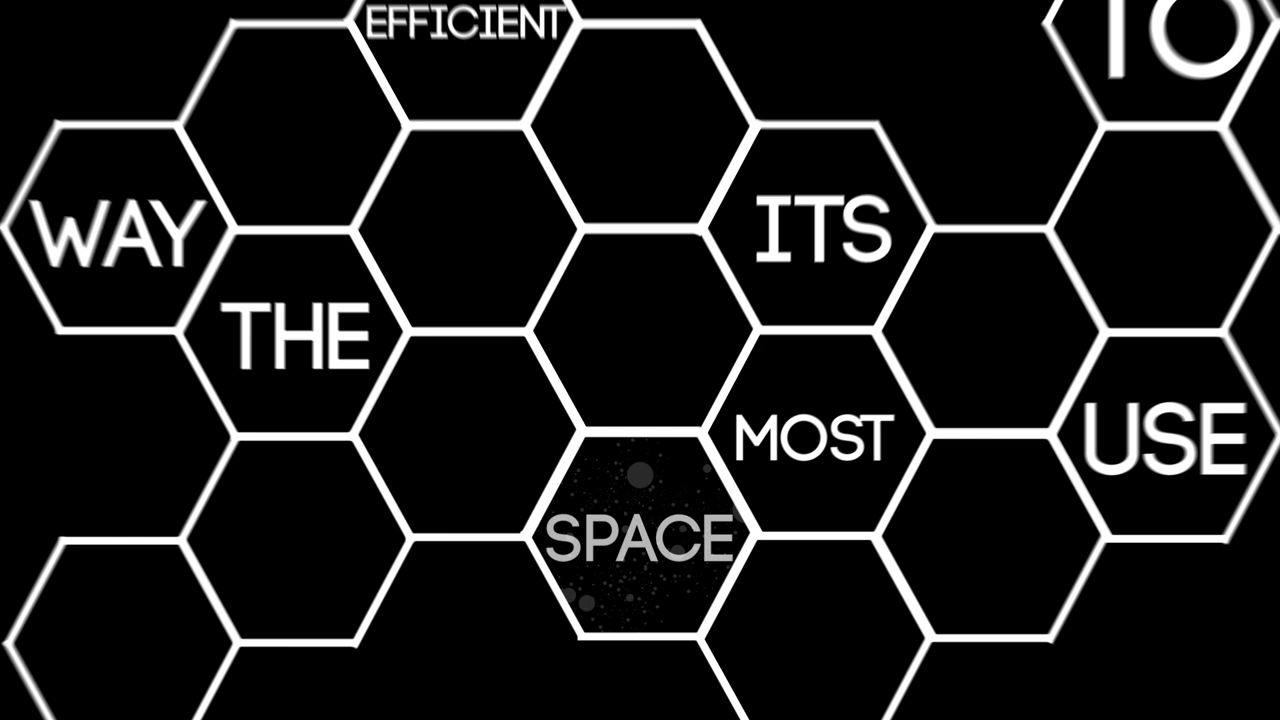 EFFICIENT
TO
WAY
ITS
THE
MOST
USE
SPACE